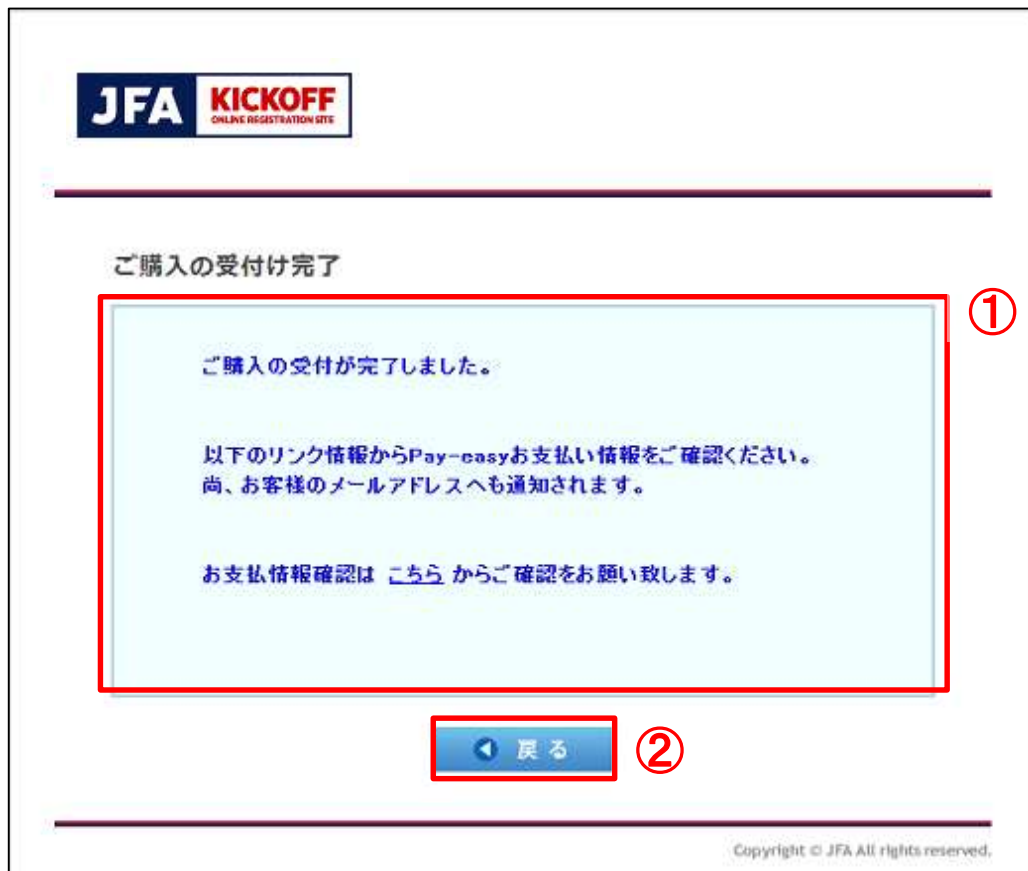 JFA KICKOFF
ONLINE REGISTRATION SITE
ご購入の受付け完了
①
ご購入の受付が完了しました。
以下のリンク情報からPay-easyお支払い情報をご確認ください。
尚、お客様のメールアドレスへも通知されます。
お支払情報確認は こちら からご確認をお願い致します。
戻る ②
Copyright © JFA All rights reserved.